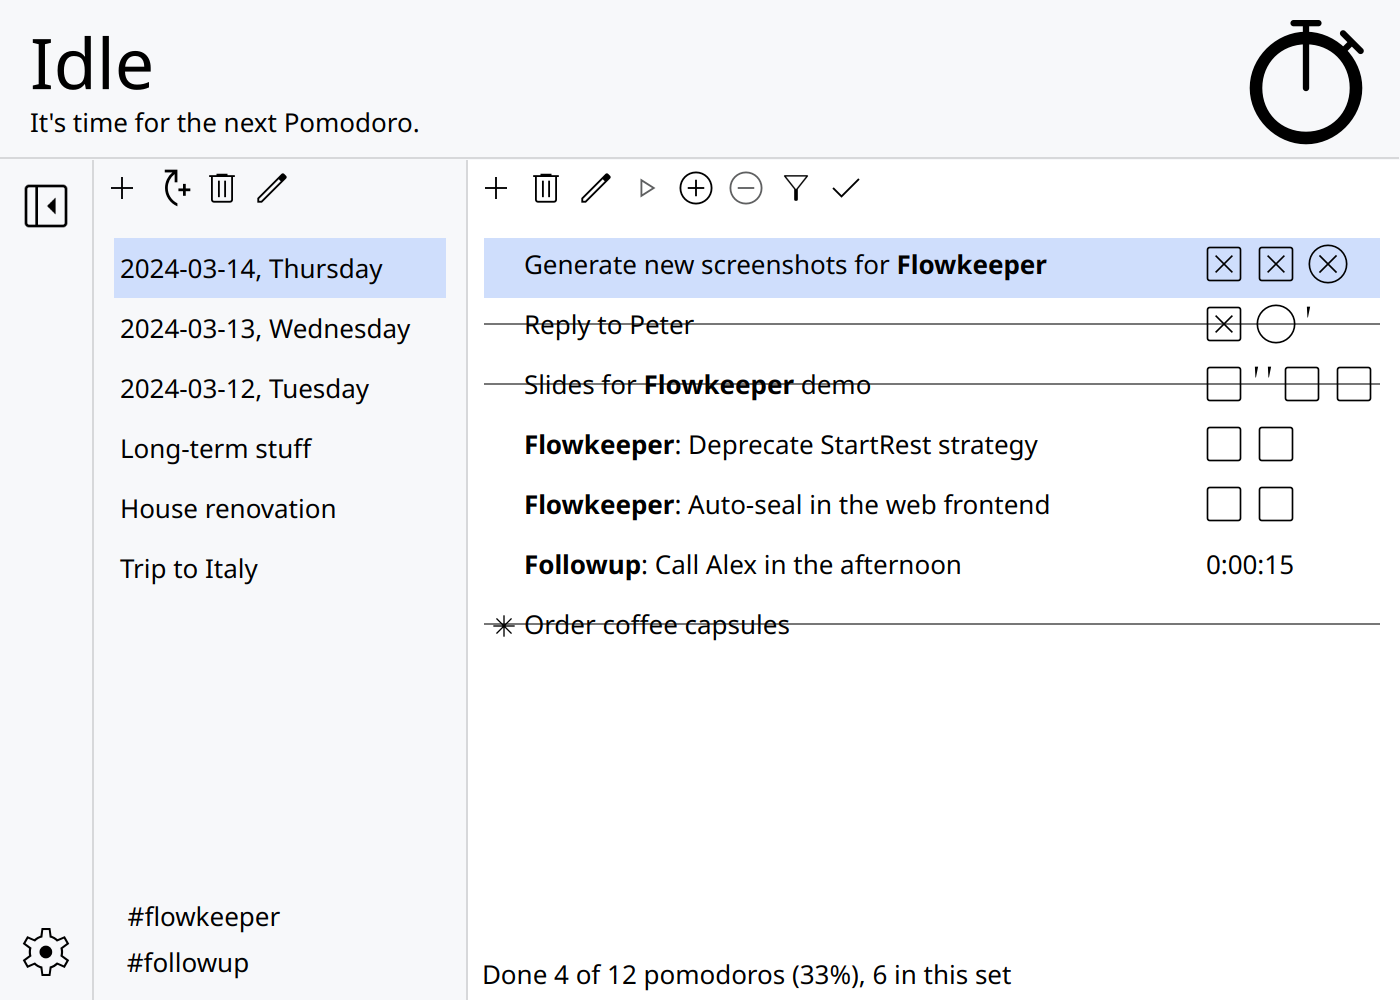 Idle
It's time for the next Pomodoro.
2024-03-14, Thursday
2024-03-13, Wednesday
2024-03-12, Tuesday
Long-term stuff
House renovation
Trip to Italy
#flowkeeper
#followup
Generate new screenshots for Flowkeeper
Reply to Peter
Slides for Flowkeeper demo
Flowkeeper: Deprecate StartRest strategy
Flowkeeper: Auto-seal in the web frontend
Followup: Call Alex in the afternoon 0:00:15
Order coffee capsules
Done 4 of 12 pomodoros (33%), 6 in this set